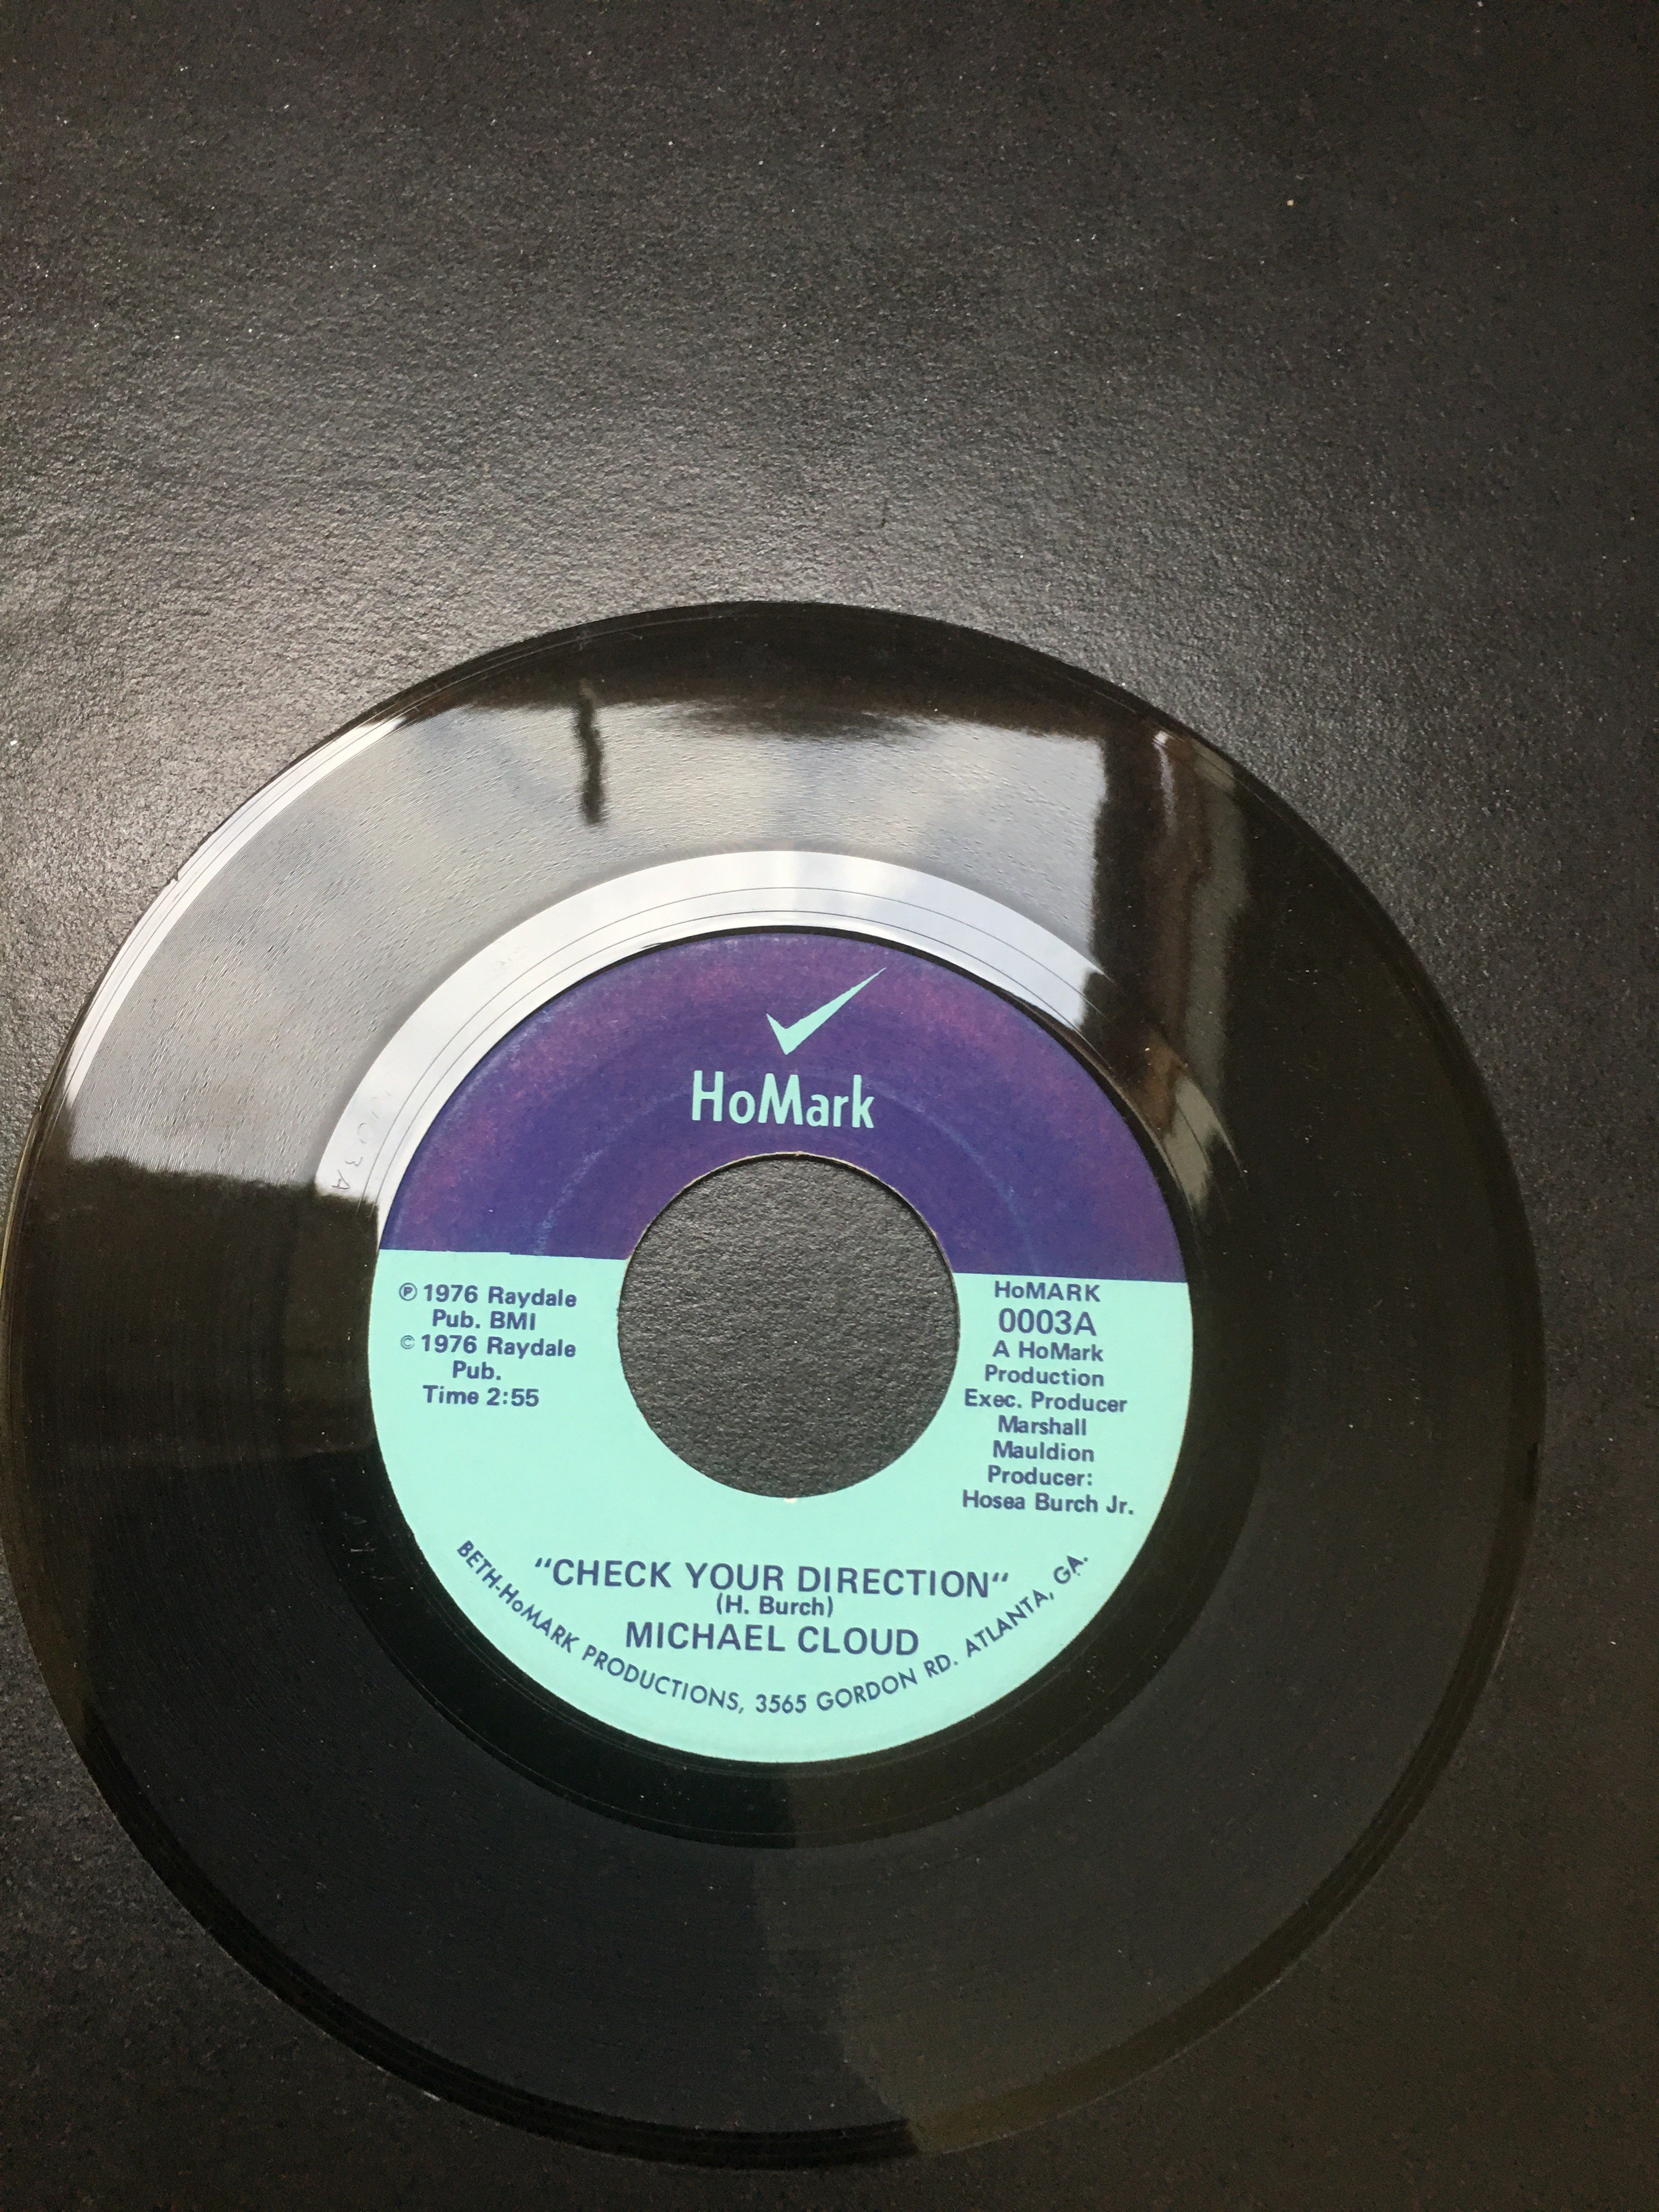 HoMark
℗ 1976 Raydale
Pub. BMI
© 1976 Raydale
Pub.
Time 2:55
HoMARK
0003A
A HoMark
Production
Exec. Producer
Marshall
Mauldion
Producer:
Hosea Burch Jr.
"CHECK YOUR DIRECTION"
(H. Burch)
MICHAEL CLOUD
BETH-HoMARK PRODUCTIONS, 3565 GORDON RD. ATLANTA, GA.